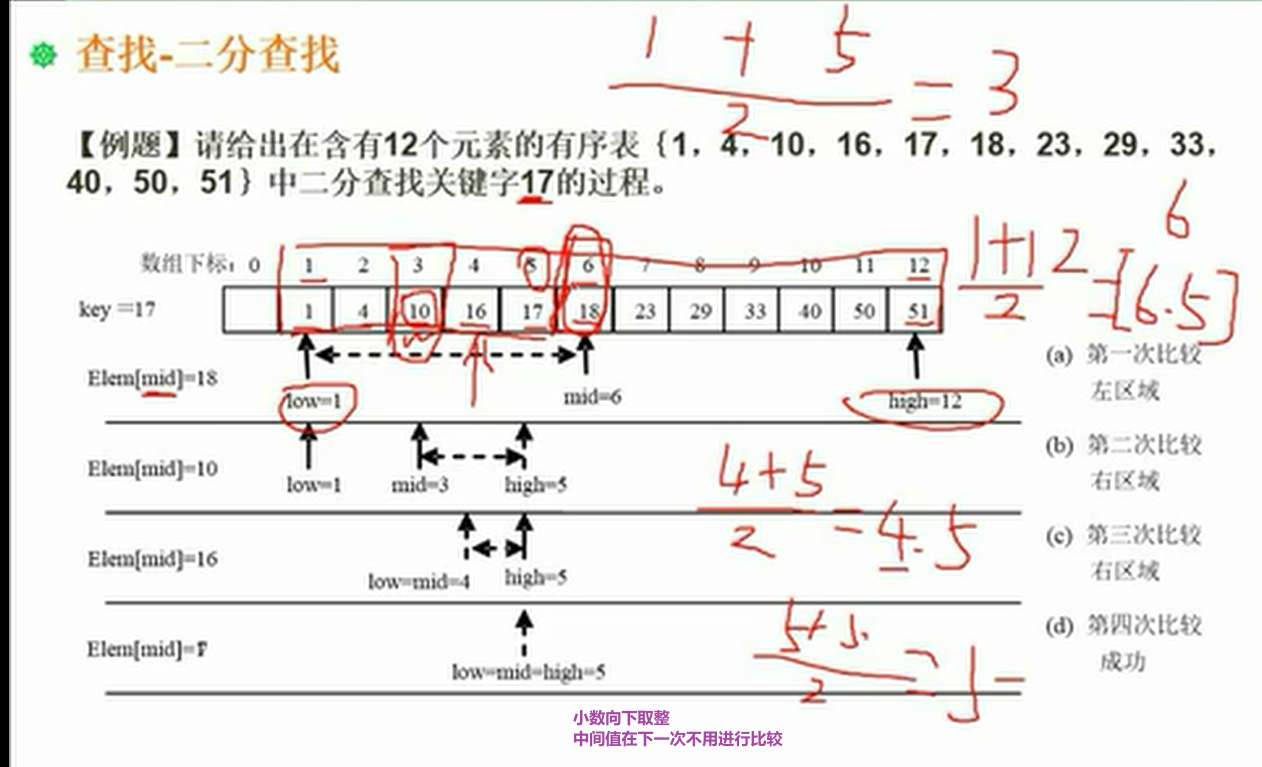 查找-二分查找
1 + 5
2
= 3
【例题】请给出在含有12个元素的有序表{1，4，10，16，17，18，23，29，33，
40，50，51}中二分查找关键字17的过程。
6
1+12
2
=[6.5]
数组下标: 0 1 2 3 4 5 6 7 8 9 10 11 12
key =17 1 4 10 16 17 18 23 29 33 40 50 51
Elem[mid]=18
low=1 mid=6 high=12
(a) 第一次比较
左区域
Elem[mid]=10
low=1 mid=3 high=5
(b) 第二次比较
右区域
4+5
2
=4.5
Elem[mid]=16
low=mid=4 high=5
(c) 第三次比较
右区域
5+5
2
=5
Elem[mid]=17
low=mid=high=5
(d) 第四次比较
成功
小数向下取整
中间值在下一次不用进行比较